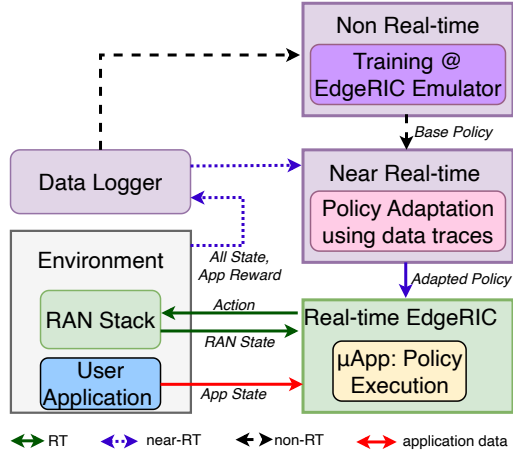 Non Real-time
Training @
EdgeRIC Emulator
Base Policy
Data Logger
Near Real-time
Policy Adaptation
using data traces
All State,
App Reward
Adapted Policy
Environment
RAN Stack
Action
RAN State
Real-time EdgeRIC
User
Application
App State
µApp: Policy
Execution
RT
near-RT
non-RT
application data